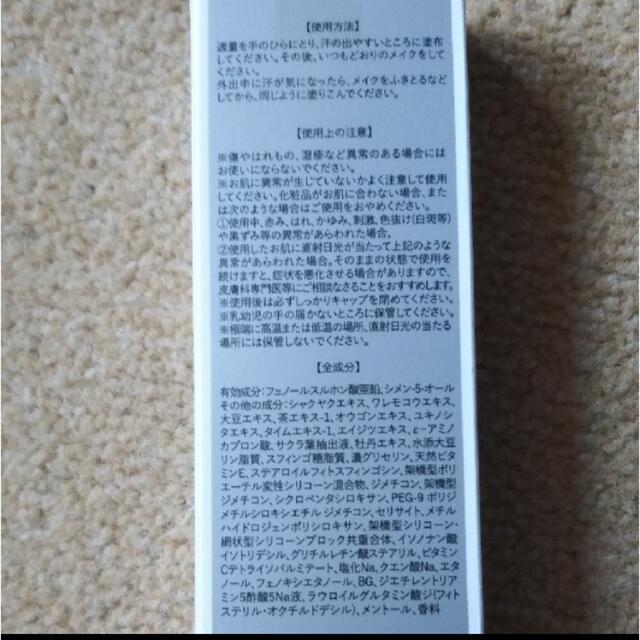 【使用方法】
適量を手のひらにとり、汗の出やすいところに塗布
してください。その後、いつもどおりのメイクをして
ください。
外出中に汗が気になったら、メイクをふきとるなど
してから、同じように塗りこんでください。
【使用上の注意】
※傷やはれもの、湿疹など異常のある場合には
お使いにならないでください。
※お肌に異常が生じていないかよく注意して使用
してください。化粧品がお肌に合わない場合、また
は次のような場合はご使用をおやめください。
①使用中、赤み、はれ、かゆみ、刺激、色抜け(白斑等)
や黒ずみ等の異常があらわれた場合。
②使用したお肌に直射日光が当たって上記のような
異常があらわれた場合。そのままの状態で使用を
続けますと、症状を悪化させる場合がありますので、
皮膚科専門医等にご相談なさることをおすすめします。
※使用後は必ずしっかりキャップを閉めてください。
※乳幼児の手の届かないところに保管してください。
※極端に高温または低温の場所、直射日光の当たる
場所には保管しないでください。
【全成分】
有効成分:フェノールスルホン酸亜鉛、シメン-5-オール
その他の成分:シャクヤクエキス、ワレモコウエキス、
大豆エキス、茶エキス-1、オウゴンエキス、ユキノシ
タエキス、タイムエキス-1、エイジツエキス、ε-アミノ
カプロン酸、サクラ葉抽出液、牡丹エキス、水添大豆
リン脂質、スフィンゴ糖脂質、濃グリセリン、天然ビタ
ミンE、ステアロイルフィトスフィンゴシン、架橋型ポリ
エーテル変性シリコーン混合物、ジメチコン、架橋型
ジメチコン、シクロペンタシロキサン、PEG-9 ポリジ
メチルシロキシエチル ジメチコン、セリサイト、メチル
ハイドロジェンポリシロキサン、架橋型シリコーン・
網状型シリコーンブロック共重合体、イソノナン酸
イソトリデシル、グリチルレチン酸ステアリル、ビタミン
Cテトライソパルミテート、塩化Na、クエン酸Na、エタ
ノール、フェノキシエタノール、BG、ジエチレントリア
ミン5酢酸5Na液、ラウロイルグルタミン酸ジ(フィト
ステリル・オクチルドデシル)、メントール、香料